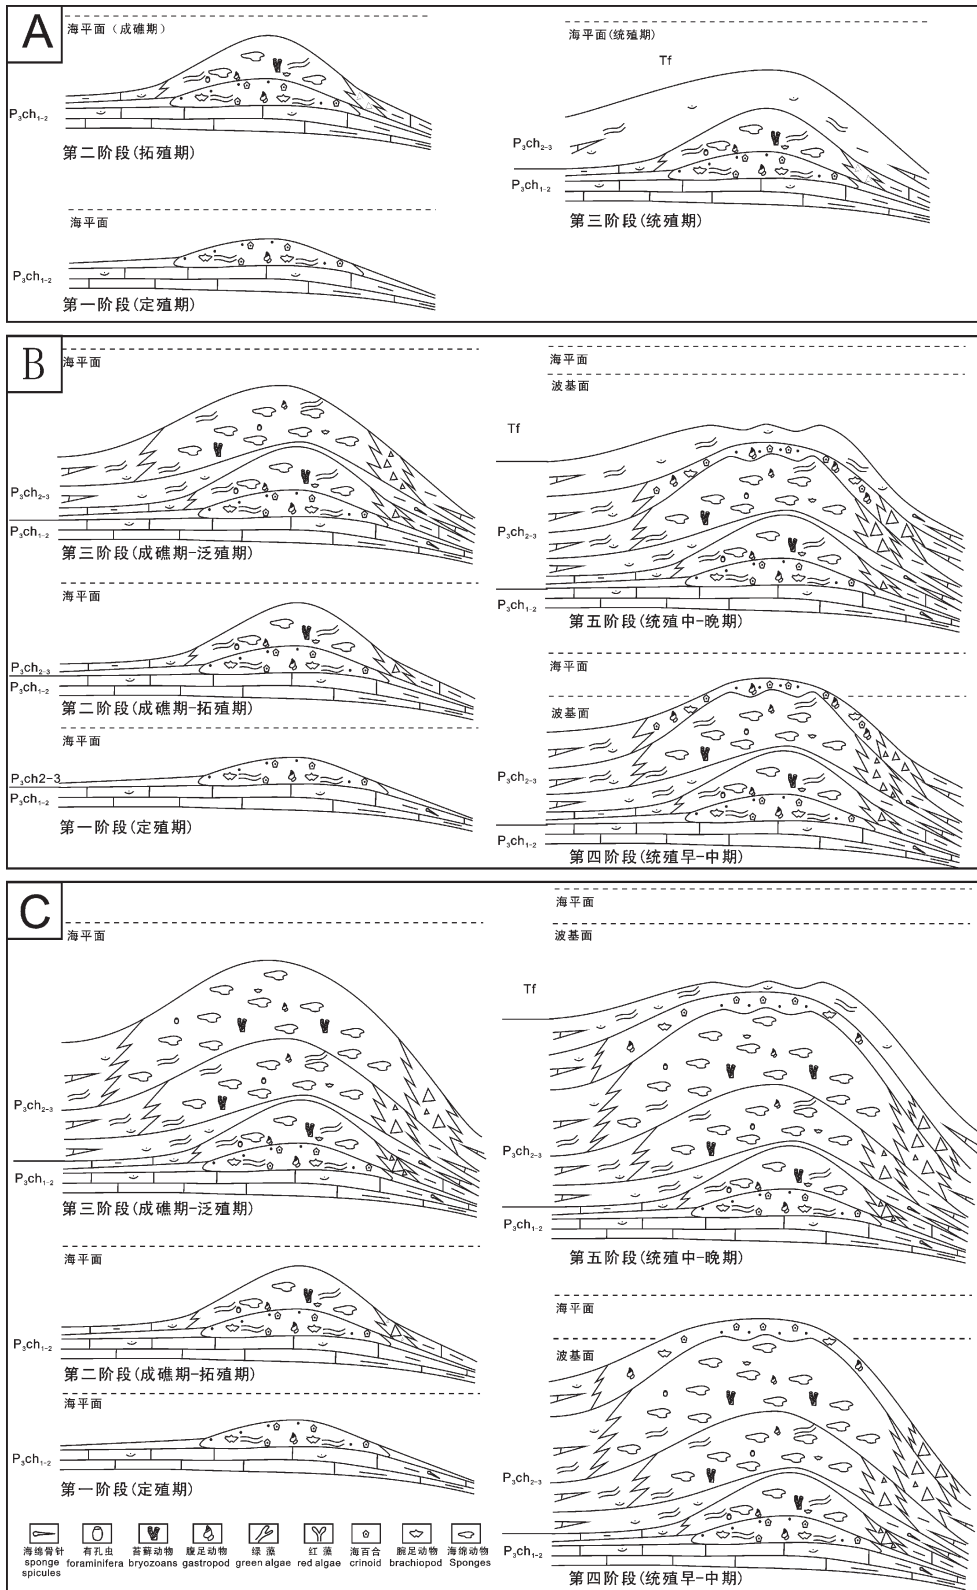 A
海平面（成礁期）
P₃ch₁₋₂
第二阶段(拓殖期)
海平面
P₃ch₁₋₂
第一阶段(定殖期)
海平面(统殖期)
Tf
P₃ch₂₋₃
P₃ch₁₋₂
第三阶段(统殖期)
B
海平面
P₃ch₂₋₃
P₃ch₁₋₂
第三阶段(成礁期-泛殖期)
海平面
P₃ch₂₋₃
P₃ch₁₋₂
第二阶段(成礁期-拓殖期)
海平面
P₃ch2-3
P₃ch₁₋₂
第一阶段(定殖期)
海平面
波基面
Tf
P₃ch₂₋₃
P₃ch₁₋₂
第五阶段(统殖中-晚期)
海平面
波基面
P₃ch₂₋₃
P₃ch₁₋₂
第四阶段(统殖早-中期)
C
海平面
P₃ch₂₋₃
P₃ch₁₋₂
第三阶段(成礁期-泛殖期)
海平面
P₃ch₁₋₂
第二阶段(成礁期-拓殖期)
海平面
P₃ch₁₋₂
第一阶段(定殖期)
海平面
波基面
Tf
P₃ch₂₋₃
P₃ch₁₋₂
第五阶段(统殖中-晚期)
海平面
波基面
P₃ch₂₋₃
P₃ch₁₋₂
第四阶段(统殖早-中期)
海绵骨针 有孔虫 苔藓动物 腹足动物 绿藻 红藻 海百合 腕足动物 海绵动物
sponge foraminifera bryozoans gastropod green algae red algae crinoid brachiopod Sponges
spicules